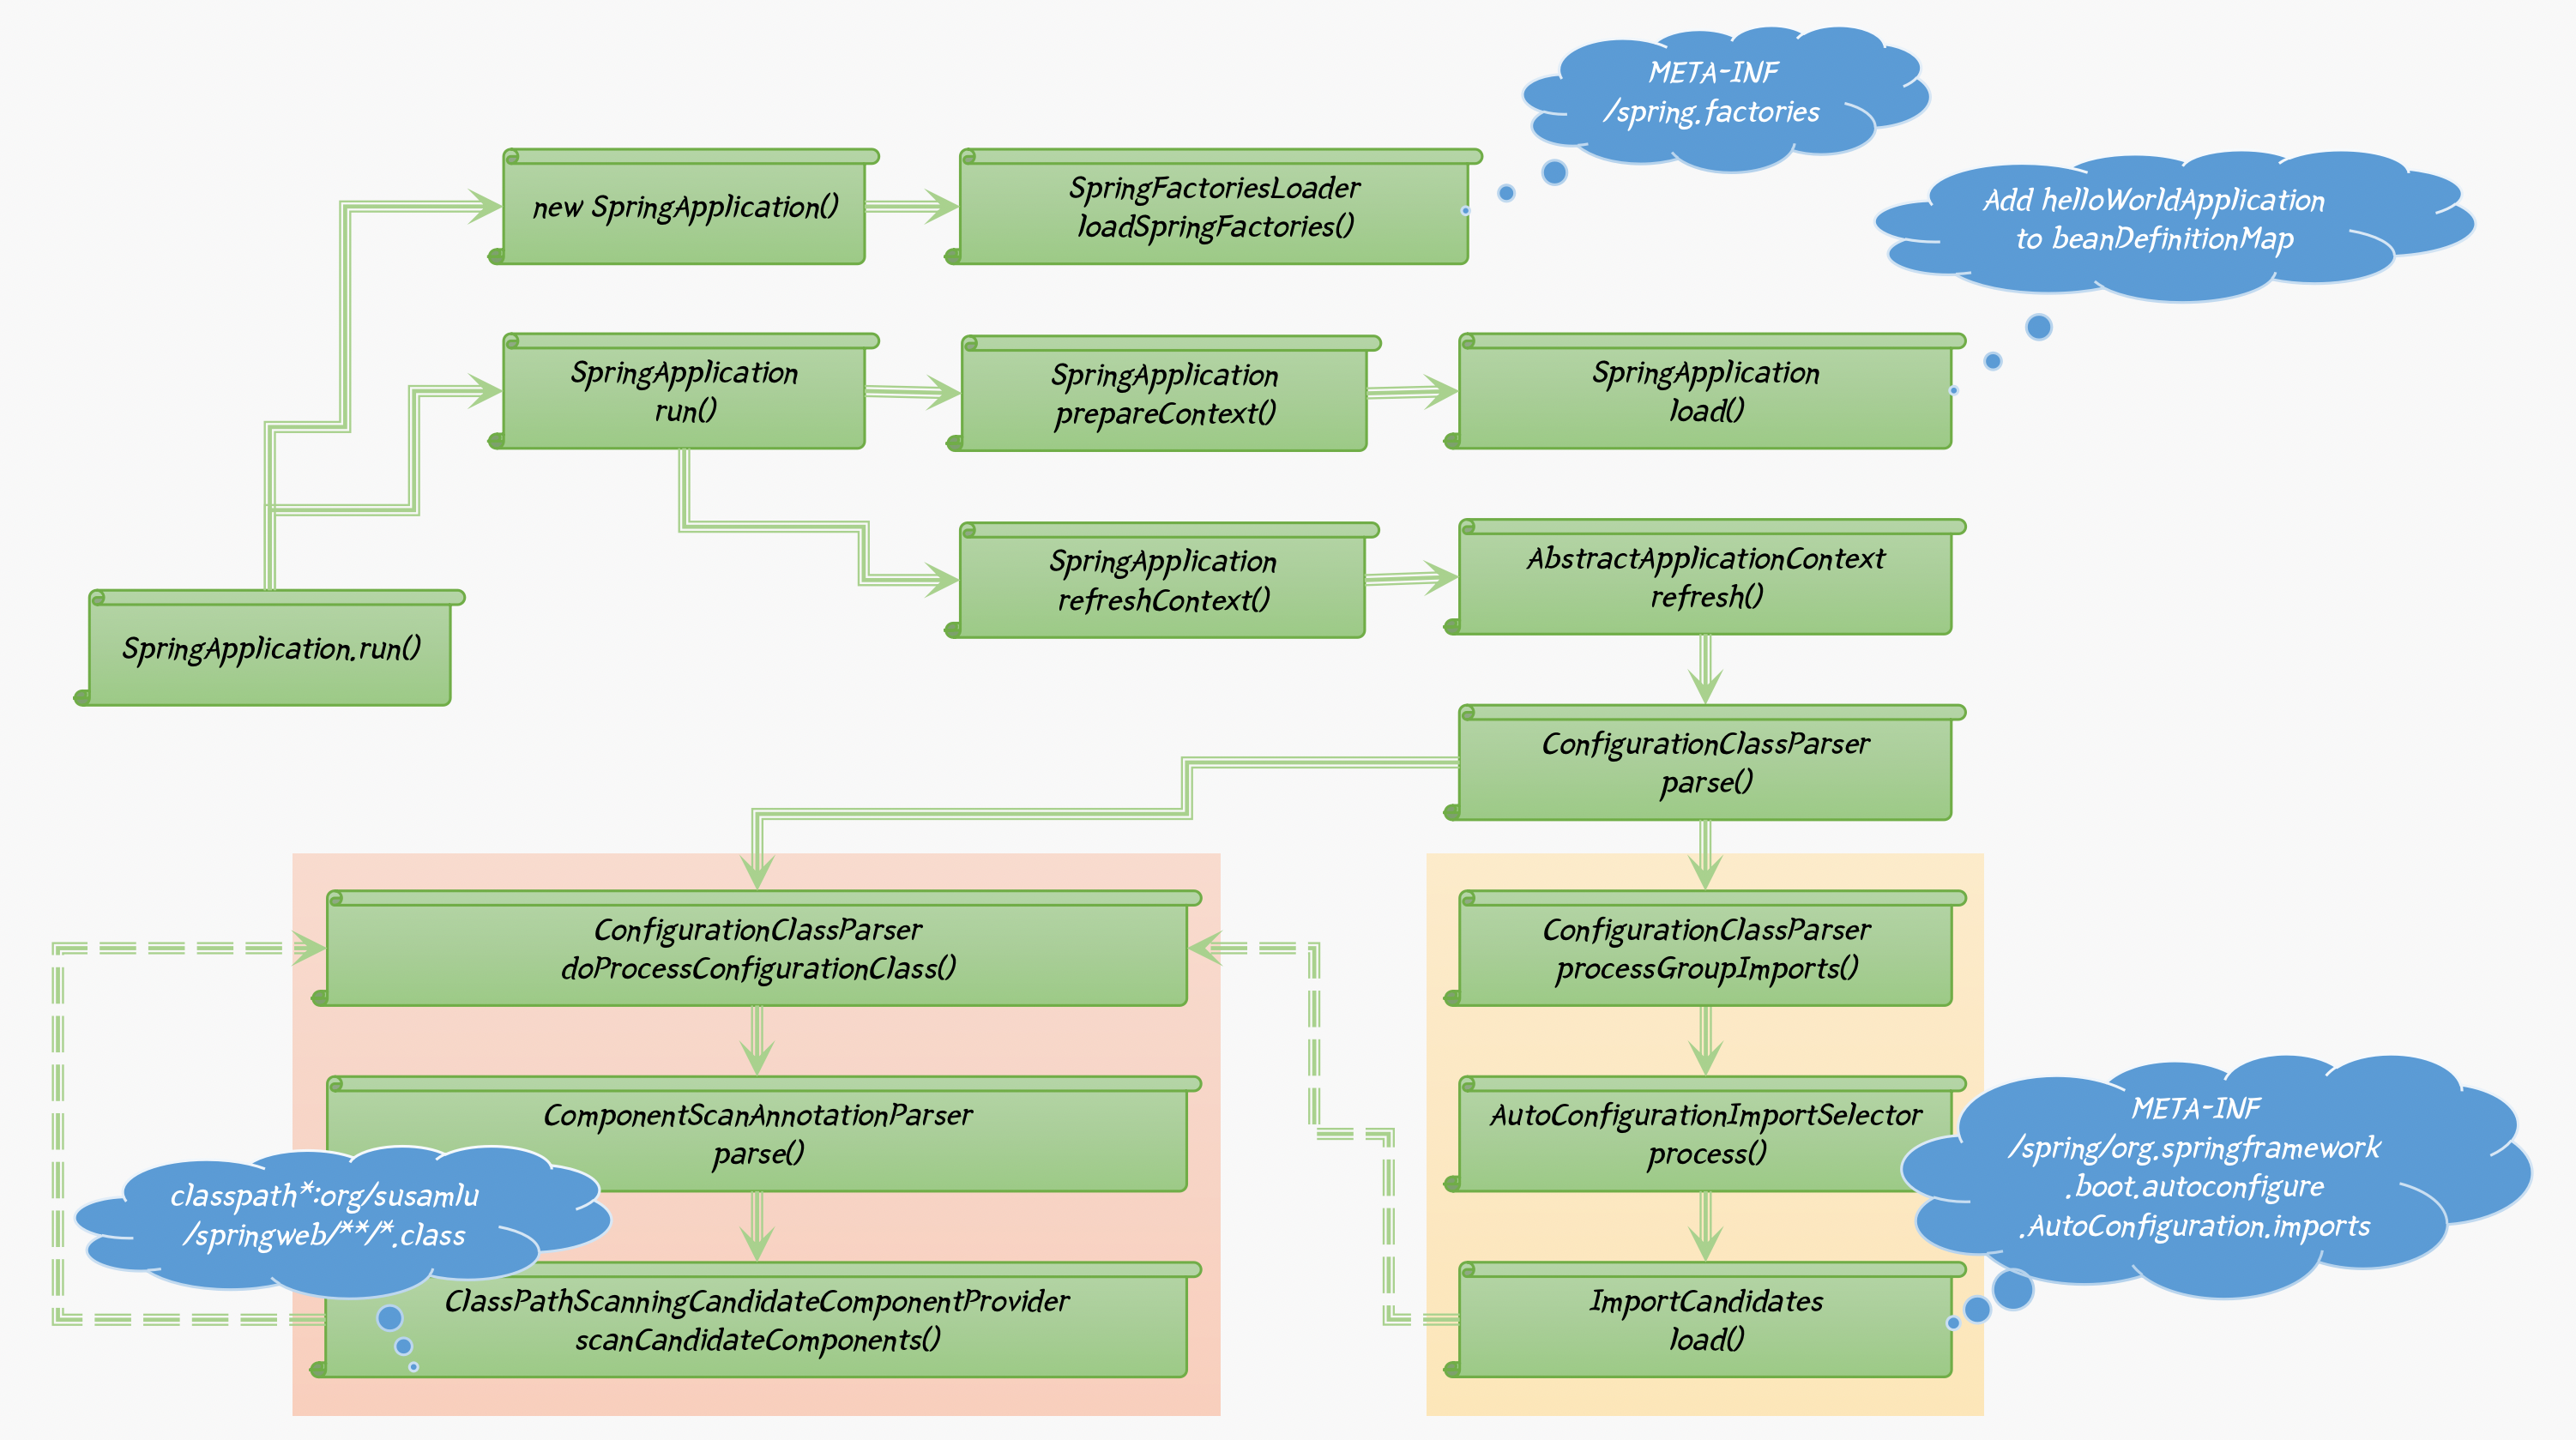 META-INF
/spring.factories
new SpringApplication()
SpringFactoriesLoader
loadSpringFactories()
Add helloWorldApplication
to beanDefinitionMap
SpringApplication
run()
SpringApplication
prepareContext()
SpringApplication
load()
SpringApplication
refreshContext()
AbstractApplicationContext
refresh()
SpringApplication.run()
ConfigurationClassParser
parse()
ConfigurationClassParser
doProcessConfigurationClass()
ConfigurationClassParser
processGroupImports()
ComponentScanAnnotationParser
parse()
AutoConfigurationImportSelector
process()
META-INF
/spring/org.springframework
.boot.autoconfigure
.AutoConfiguration.imports
classpath*:org/susamlu
/springweb/**/*.class
ClassPathScanningCandidateComponentProvider
scanCandidateComponents()
ImportCandidates
load()